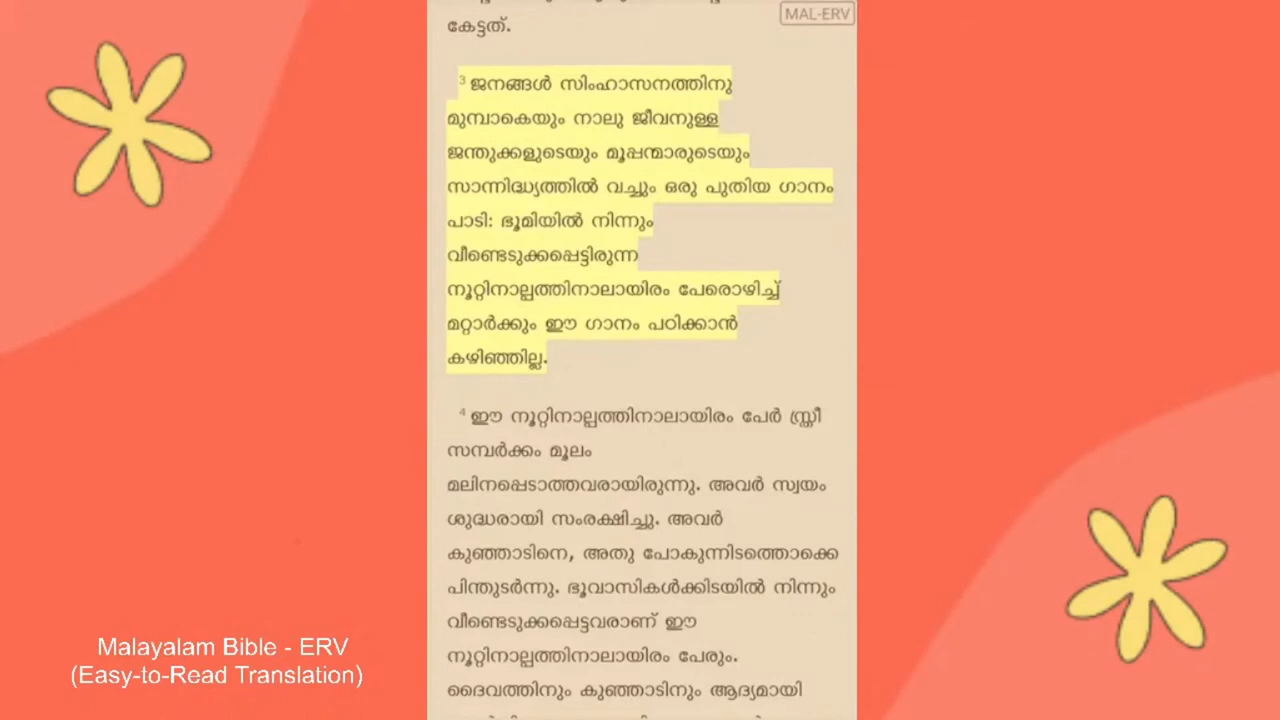 MAL-ERV
കേട്ടത്.
3 ജനങ്ങൾ സിംഹാസനത്തിനു
മുമ്പാകെയും നാലു ജീവനുള്ള
ജന്തുക്കളുടെയും മൂപ്പന്മാരുടെയും
സാന്നിദ്ധ്യത്തിൽ വച്ചും ഒരു പുതിയ ഗാനം
പാടി: ഭൂമിയിൽ നിന്നും
വീണ്ടെടുക്കപ്പെട്ടിരുന്ന
നൂറ്റിനാല്പത്തിനാലായിരം പേരൊഴിച്ച്
മറ്റാർക്കും ഈ ഗാനം പഠിക്കാൻ
കഴിഞ്ഞില്ല.
4 ഈ നൂറ്റിനാല്പത്തിനാലായിരം പേർ സ്ത്രീ
സമ്പർക്കം മൂലം
മലിനപ്പെടാത്തവരായിരുന്നു. അവർ സ്വയം
ശുദ്ധരായി സംരക്ഷിച്ചു. അവർ
കുഞ്ഞാടിനെ, അതു പോകുന്നിടത്തൊക്കെ
പിന്തുടർന്നു. ഭൂവാസികൾക്കിടയിൽ നിന്നും
വീണ്ടെടുക്കപ്പെട്ടവരാണ് ഈ
നൂറ്റിനാല്പത്തിനാലായിരം പേരും.
ദൈവത്തിനും കുഞ്ഞാടിനും ആദ്യമായി
Malayalam Bible - ERV
(Easy-to-Read Translation)